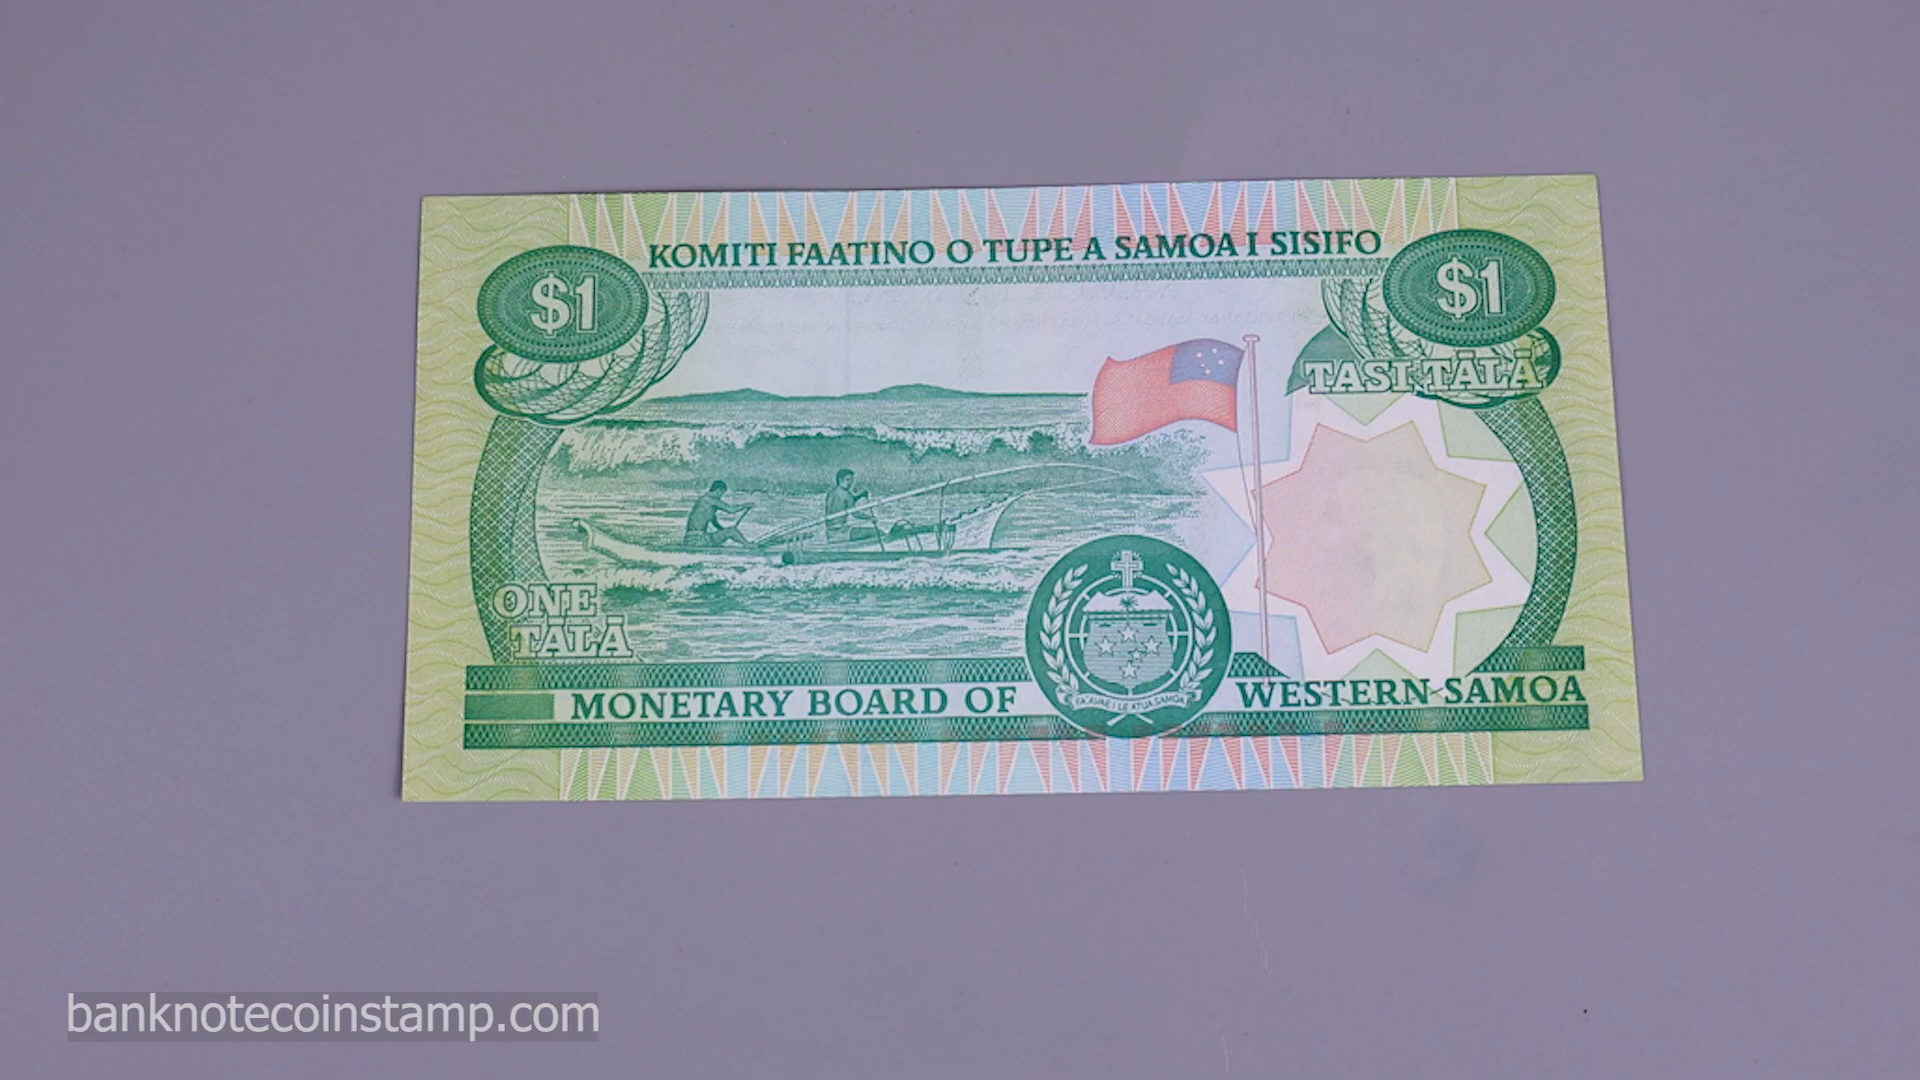 KOMITI FAATINO O TUPE A SAMOA I SISIFO
$1
$1
TASI TĀLĀ
ONE
TĀLĀ
FA'AVAE I LE ATUA SAMOA
MONETARY BOARD OF WESTERN SAMOA
banknotecoinstamp.com